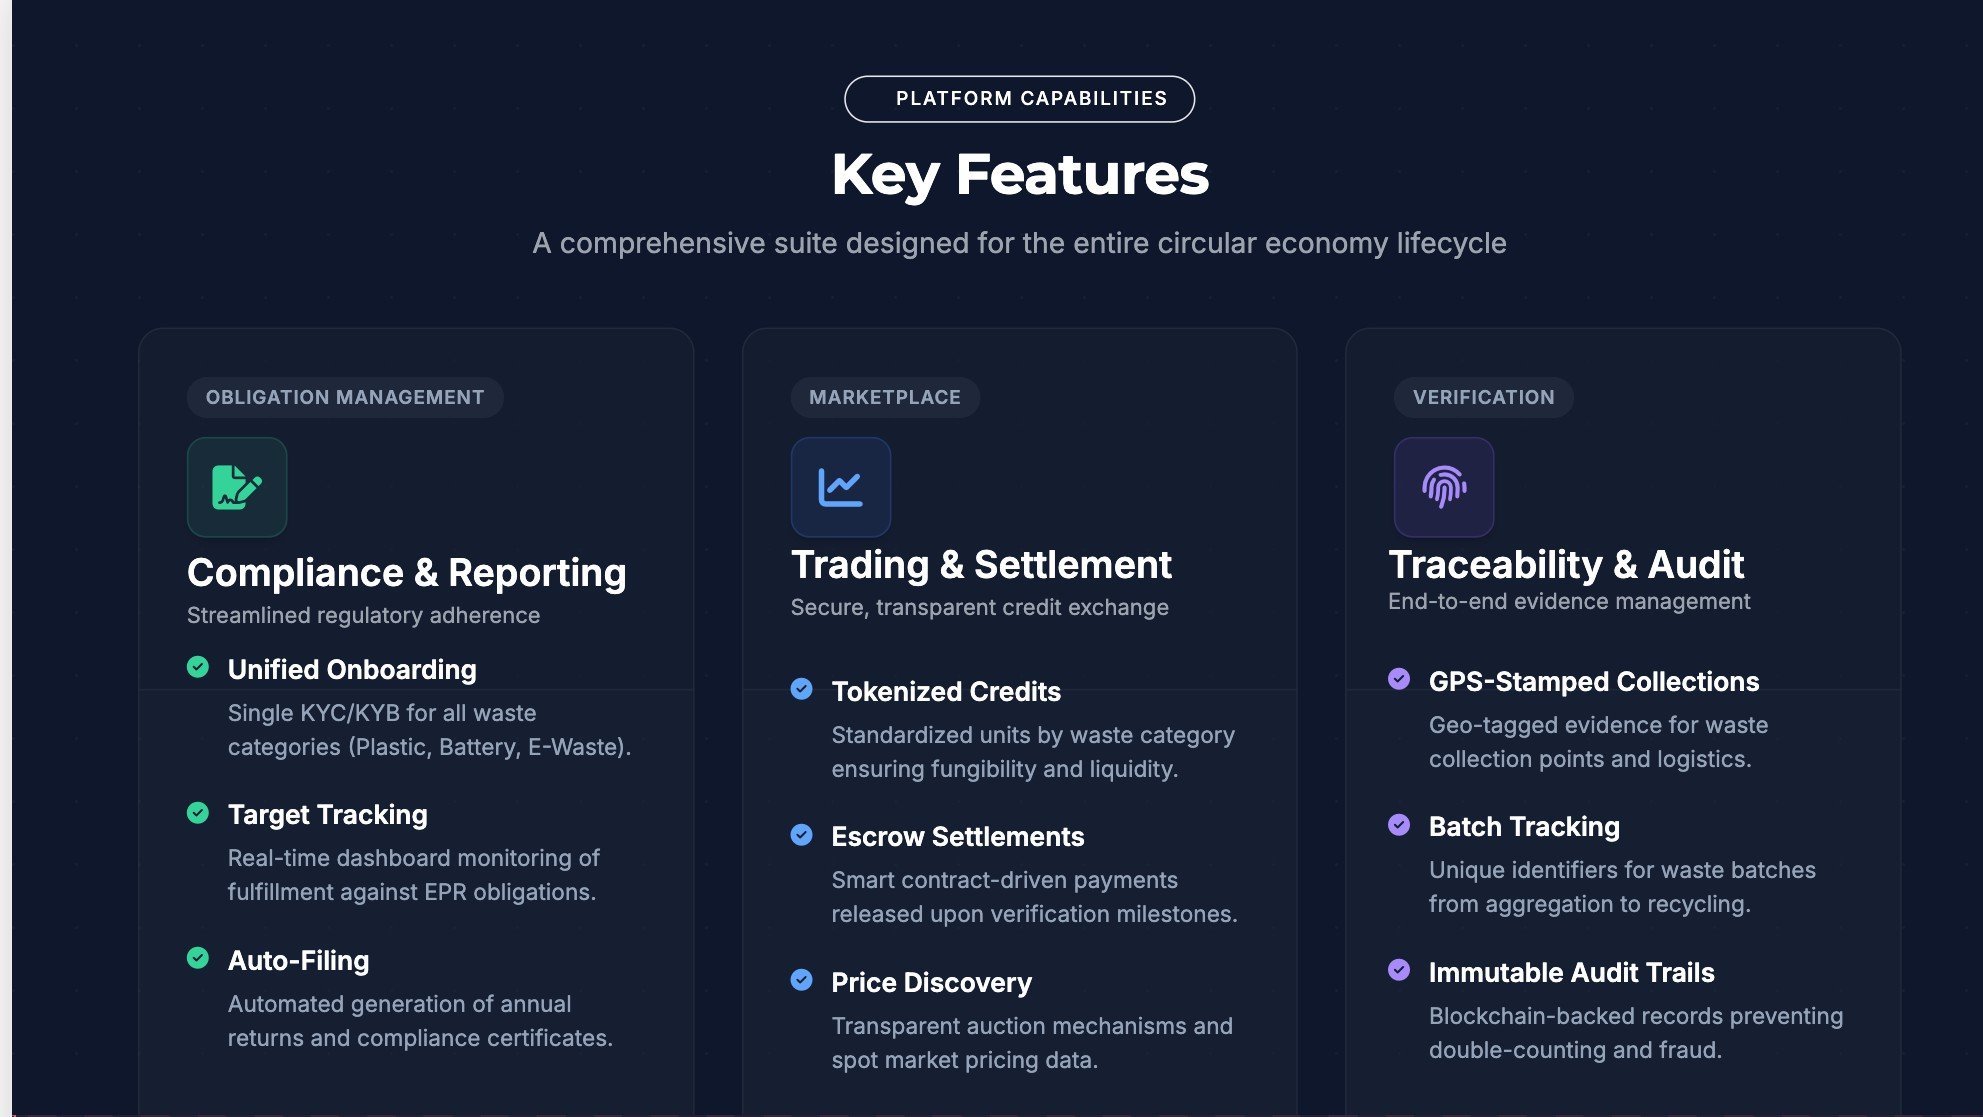 PLATFORM CAPABILITIES
Key Features
A comprehensive suite designed for the entire circular economy lifecycle
OBLIGATION MANAGEMENT
Compliance & Reporting
Streamlined regulatory adherence
Unified Onboarding
Single KYC/KYB for all waste
categories (Plastic, Battery, E-Waste).
Target Tracking
Real-time dashboard monitoring of
fulfillment against EPR obligations.
Auto-Filing
Automated generation of annual
returns and compliance certificates.
MARKETPLACE
Trading & Settlement
Secure, transparent credit exchange
Tokenized Credits
Standardized units by waste category
ensuring fungibility and liquidity.
Escrow Settlements
Smart contract-driven payments
released upon verification milestones.
Price Discovery
Transparent auction mechanisms and
spot market pricing data.
VERIFICATION
Traceability & Audit
End-to-end evidence management
GPS-Stamped Collections
Geo-tagged evidence for waste
collection points and logistics.
Batch Tracking
Unique identifiers for waste batches
from aggregation to recycling.
Immutable Audit Trails
Blockchain-backed records preventing
double-counting and fraud.